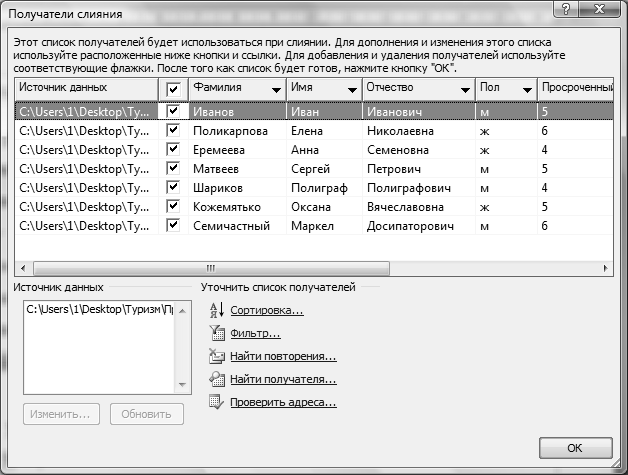 Получатели слияния
Этот список получателей будет использоваться при слиянии. Для дополнения и изменения этого списка
используйте расположенные ниже кнопки и ссылки. Для добавления и удаления получателей используйте
соответствующие флажки. После того как список будет готов, нажмите кнопку "ОК".
Источник данных Фамилия Имя Отчество Пол Просроченный
C:\Users\1\Desktop\Ту... Иванов Иван Иванович м 5
C:\Users\1\Desktop\Ту... Поликарпова Елена Николаевна ж 6
C:\Users\1\Desktop\Ту... Еремеева Анна Семеновна ж 4
C:\Users\1\Desktop\Ту... Матвеев Сергей Петрович м 5
C:\Users\1\Desktop\Ту... Шариков Полиграф Полиграфович м 4
C:\Users\1\Desktop\Ту... Кожемятько Оксана Вячеславовна ж 5
C:\Users\1\Desktop\Ту... Семичастный Маркел Досипаторович м 6
Источник данных
Уточнить список получателей
C:\Users\1\Desktop\Туризм\Пр
Сортировка...
Фильтр...
Найти повторения...
Найти получателя...
Проверить адреса...
Изменить... Обновить
ОК